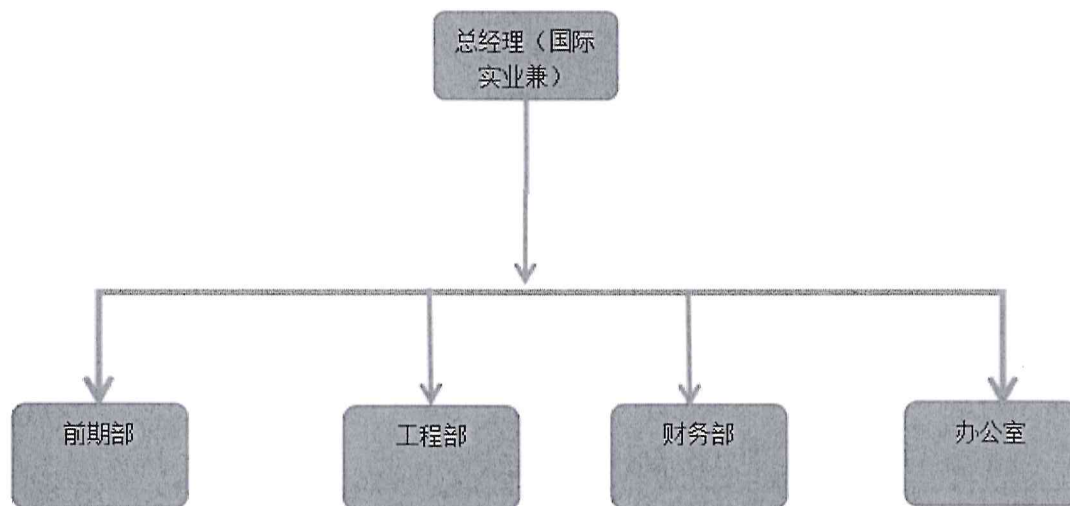 总经理（国际
实业兼）
前期部
工程部
财务部
办公室